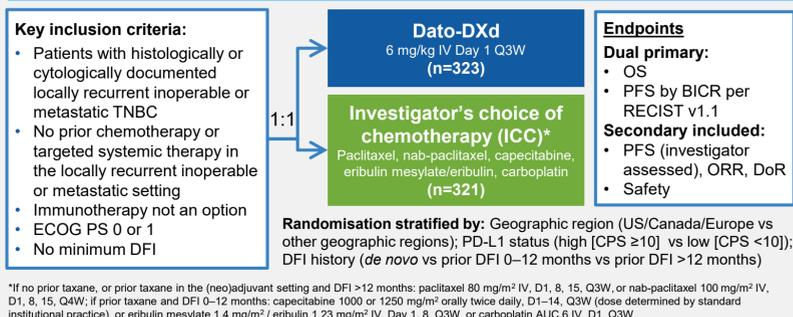 Key inclusion criteria:
• Patients with histologically or
cytologically documented
locally recurrent inoperable or
metastatic TNBC
• No prior chemotherapy or
targeted systemic therapy in
the locally recurrent inoperable
or metastatic setting
• Immunotherapy not an option
• ECOG PS 0 or 1
• No minimum DFI
1:1
Dato-DXd
6 mg/kg IV Day 1 Q3W
(n=323)
Investigator's choice of
chemotherapy (ICC)*
Paclitaxel, nab-paclitaxel, capecitabine,
eribulin mesylate/eribulin, carboplatin
(n=321)
Endpoints
Dual primary:
• OS
• PFS by BICR per
RECIST v1.1
Secondary included:
• PFS (investigator
assessed), ORR, DoR
• Safety
Randomisation stratified by: Geographic region (US/Canada/Europe vs
other geographic regions); PD-L1 status (high [CPS ≥10] vs low [CPS <10]);
DFI history (de novo vs prior DFI 0–12 months vs prior DFI >12 months)
*If no prior taxane, or prior taxane in the (neo)adjuvant setting and DFI >12 months: paclitaxel 80 mg/m² IV, D1, 8, 15, Q3W, or nab-paclitaxel 100 mg/m² IV,
D1, 8, 15, Q4W; if prior taxane and DFI 0–12 months: capecitabine 1000 or 1250 mg/m² orally twice daily, D1–14, Q3W (dose determined by standard
institutional practice), or eribulin mesylate 1.4 mg/m² / eribulin 1.23 mg/m² IV, Day 1, 8, Q3W, or carboplatin AUC 6 IV, D1, Q3W